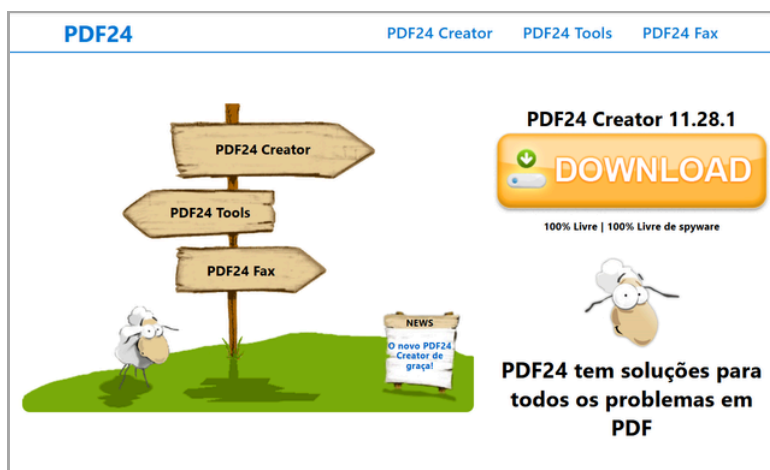 PDF24
PDF24 Creator PDF24 Tools PDF24 Fax
PDF24 Creator
PDF24 Tools
PDF24 Fax
NEWS
O novo PDF24
Creator de
graça!
PDF24 Creator 11.28.1
DOWNLOAD
100% Livre | 100% Livre de spyware
PDF24 tem soluções para
todos os problemas em
PDF